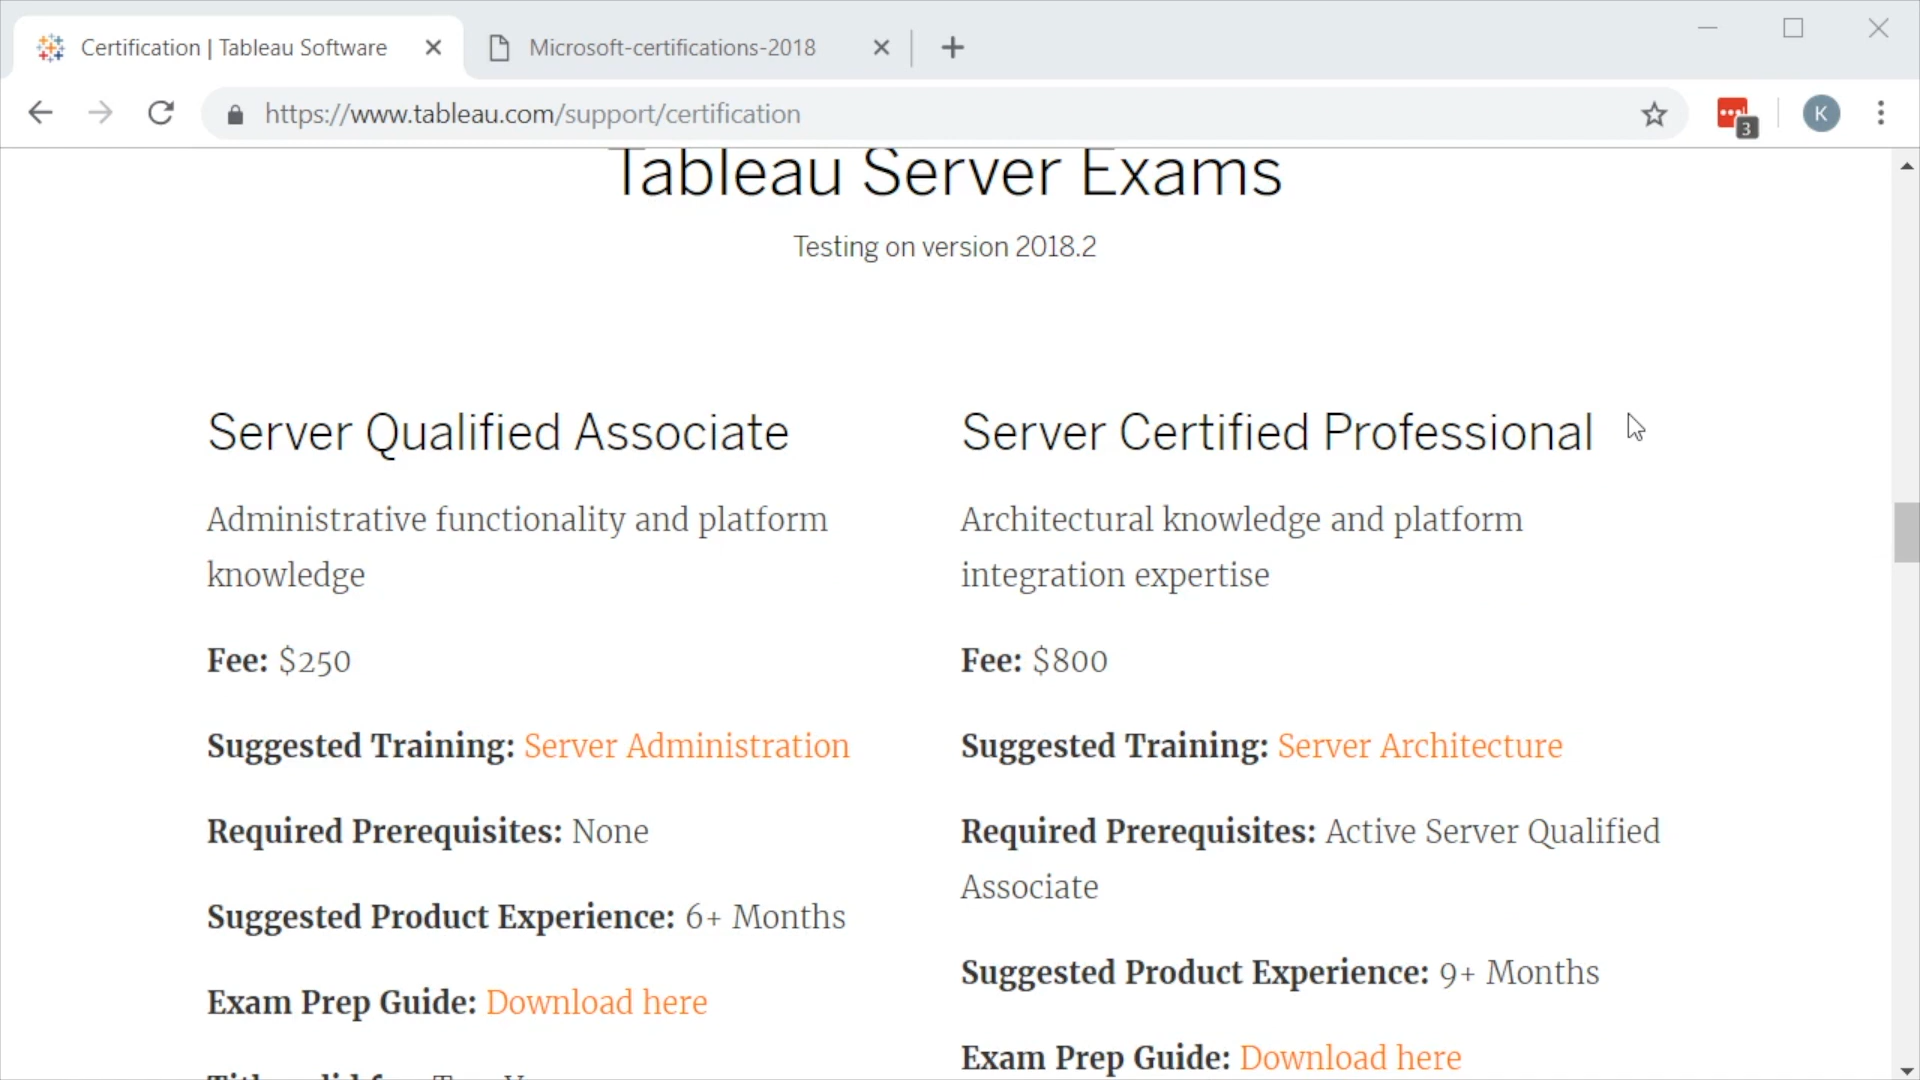 Certification | Tableau Software
Microsoft-certifications-2018
https://www.tableau.com/support/certification
3
K
Tableau Server Exams
Testing on version 2018.2
Server Qualified Associate
Administrative functionality and platform
knowledge
Fee: $250
Suggested Training: Server Administration
Required Prerequisites: None
Suggested Product Experience: 6+ Months
Exam Prep Guide: Download here
Server Certified Professional
Architectural knowledge and platform
integration expertise
Fee: $800
Suggested Training: Server Architecture
Required Prerequisites: Active Server Qualified
Associate
Suggested Product Experience: 9+ Months
Exam Prep Guide: Download here